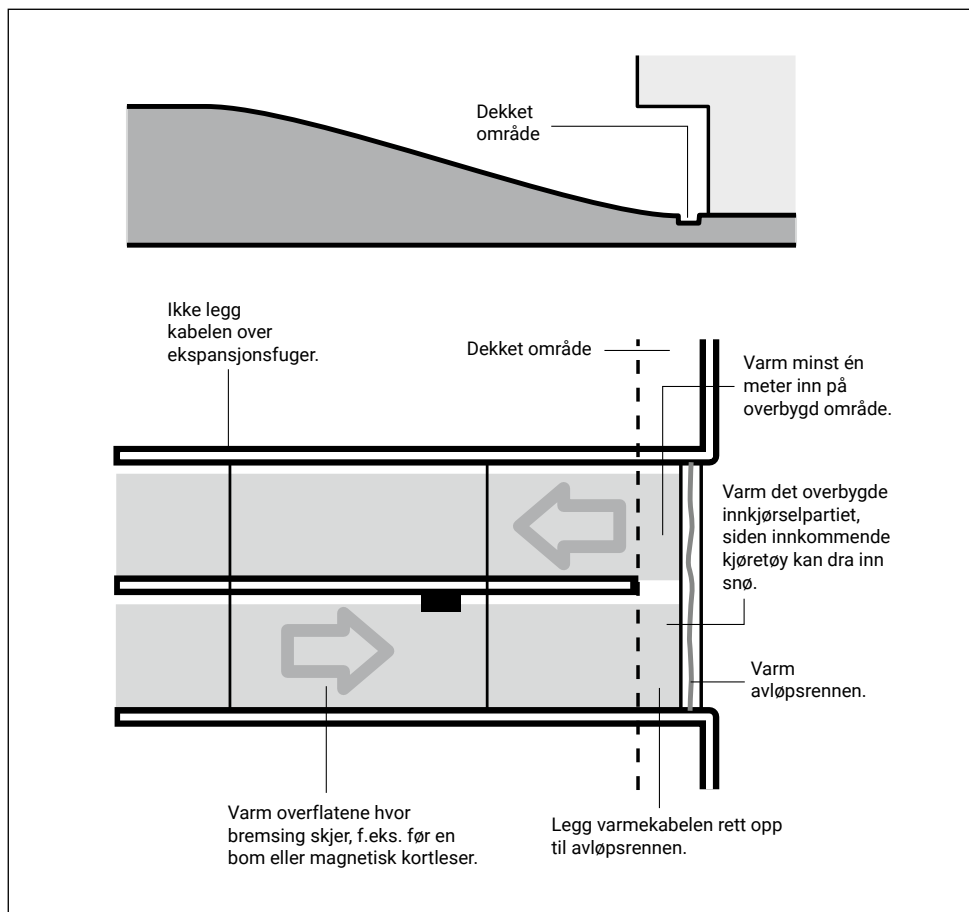 Dekket
område
Ikke legg
kabelen over
ekspansjonsfuger.
Dekket område
Varm minst én
meter inn på
overbygd område.
Varm det overbygde
innkjørselpartiet,
siden innkommende
kjøretøy kan dra inn
snø.
Varm
avløpsrennen.
Varm overflatene hvor
bremsing skjer, f.eks. før en
bom eller magnetisk kortleser.
Legg varmekabelen rett opp
til avløpsrennen.